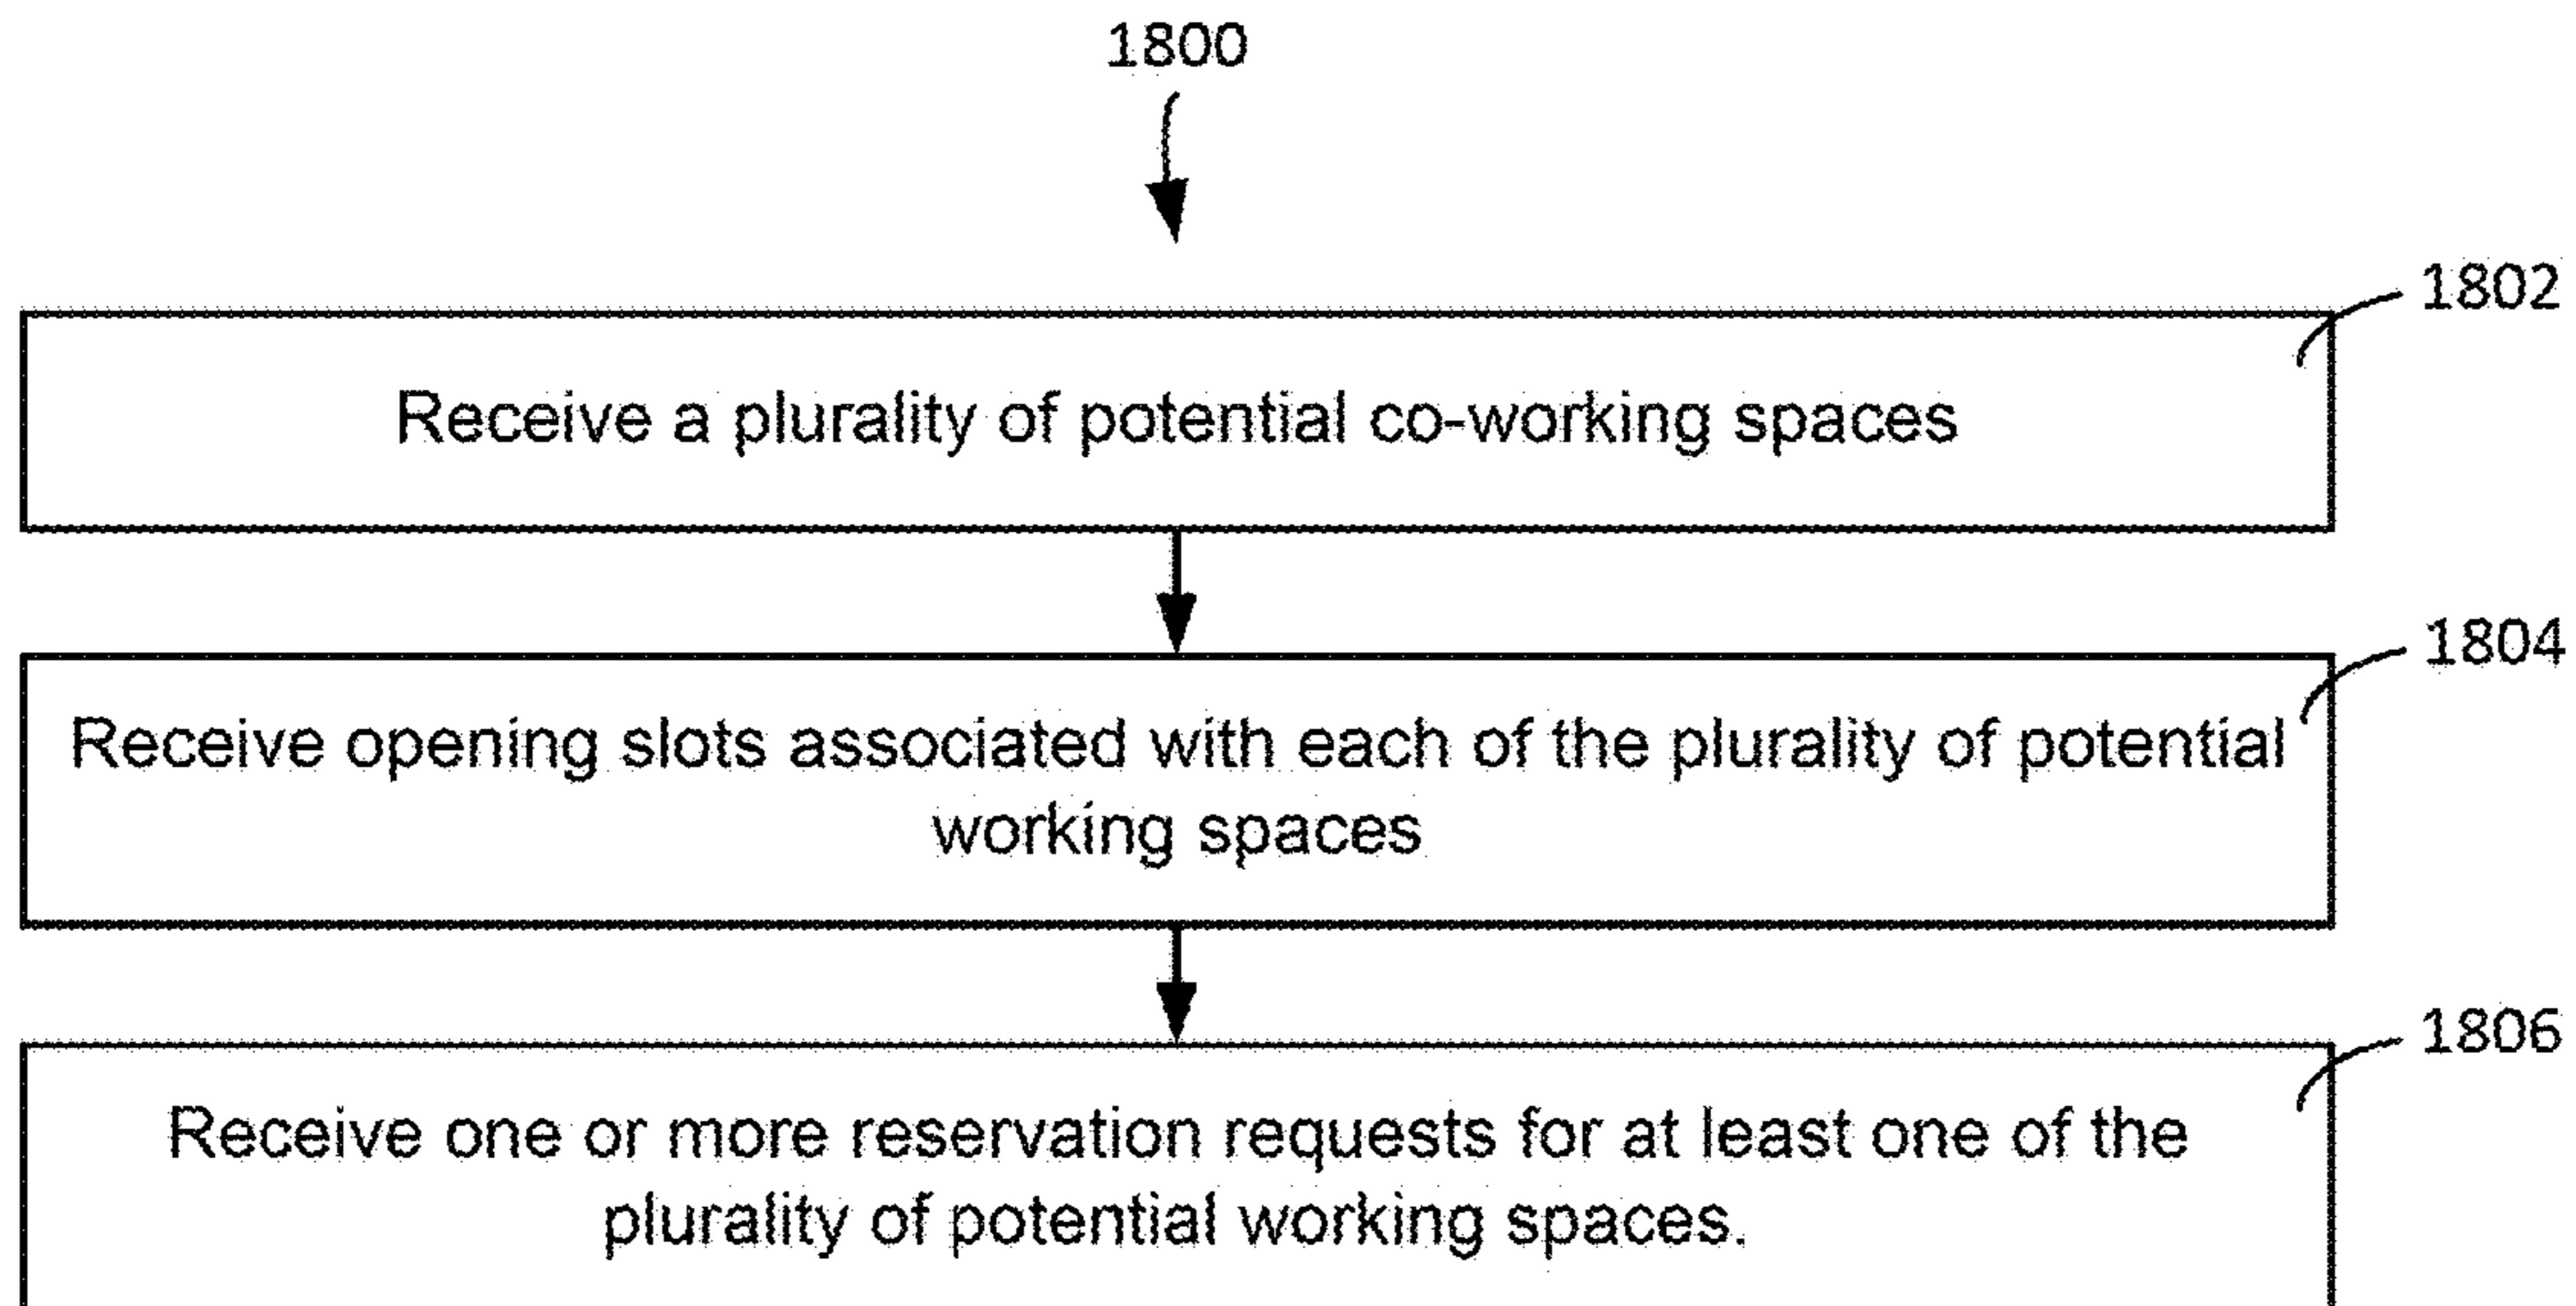 1800
1802
Receive a plurality of potential co-working spaces
1804
Receive opening slots associated with each of the plurality of potential
working spaces
1806
Receive one or more reservation requests for at least one of the
plurality of potential working spaces.